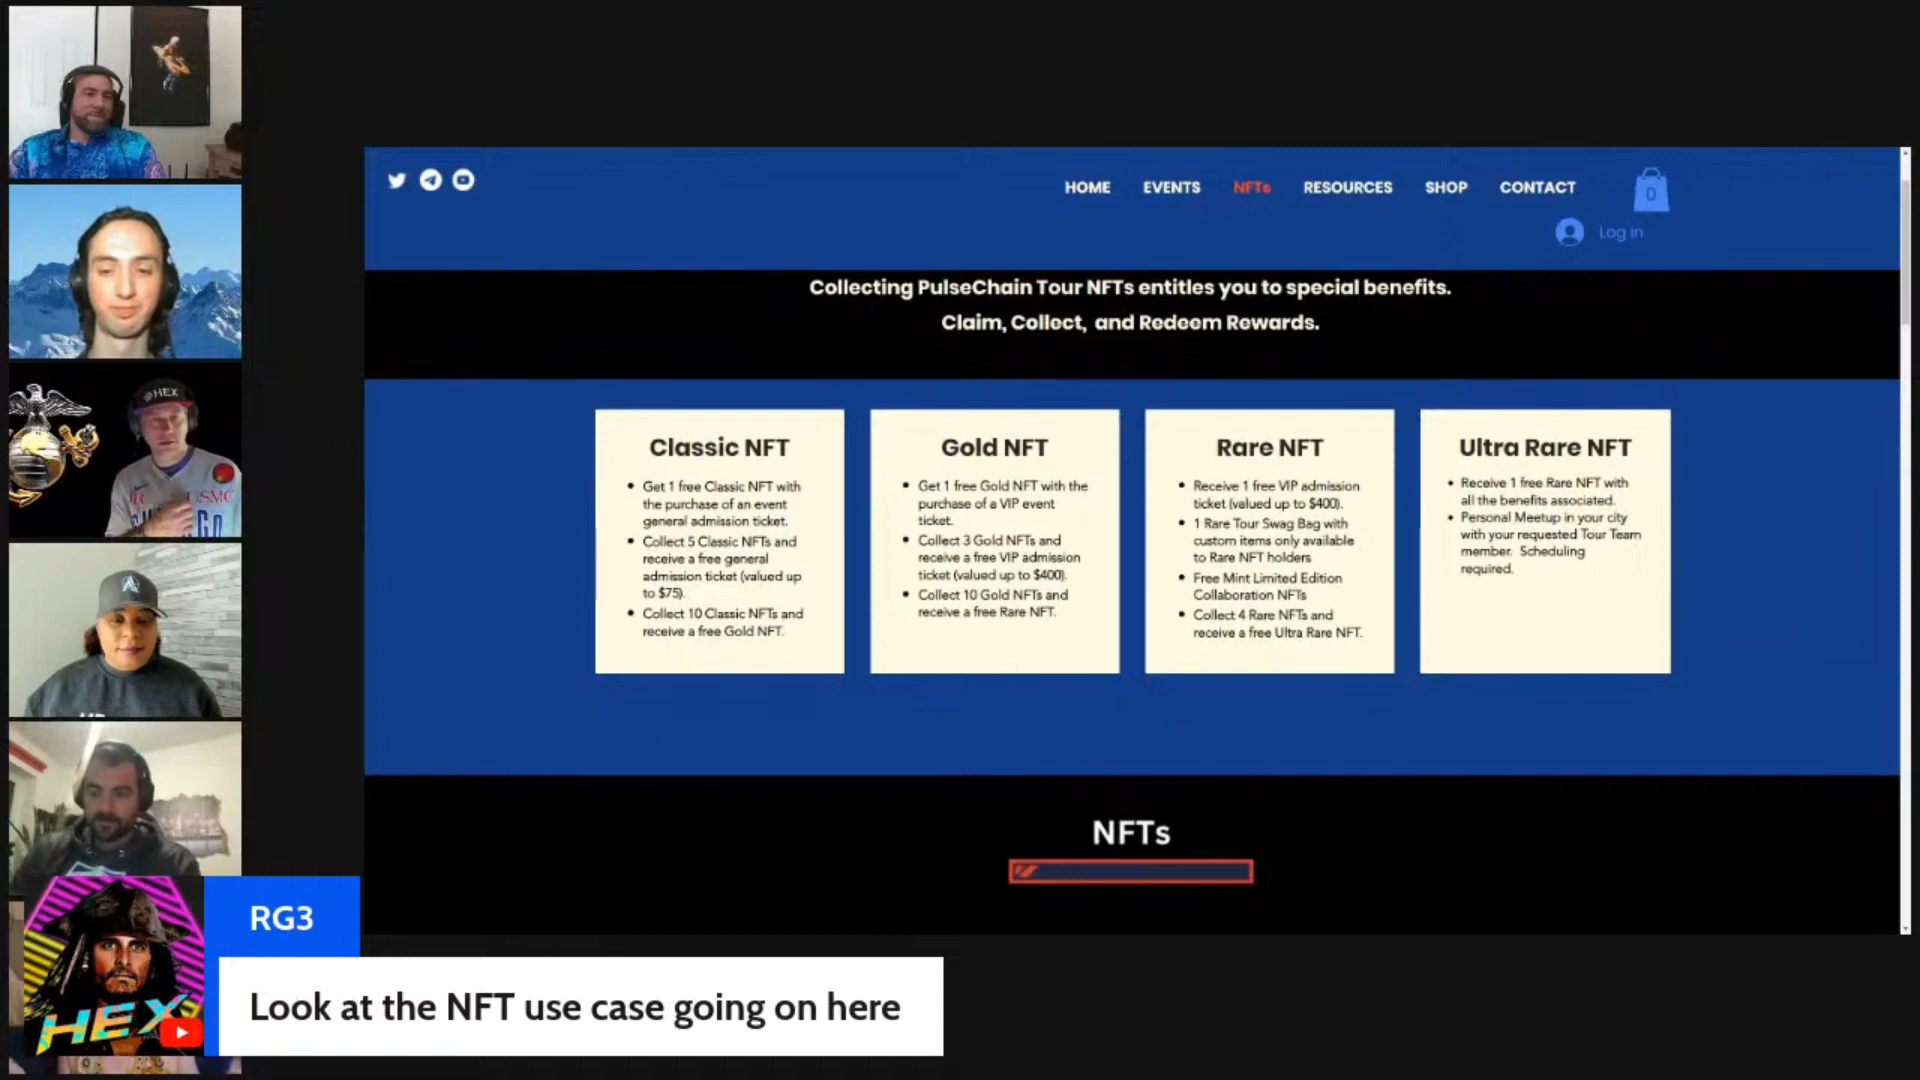 HOME EVENTS NFTs RESOURCES SHOP CONTACT
0
Log in
Collecting PulseChain Tour NFTs entitles you to special benefits.
Claim, Collect, and Redeem Rewards.
Classic NFT
Get 1 free Classic NFT with
the purchase of an event
general admission ticket.
Collect 5 Classic NFTs and
receive a free general
admission ticket (valued up
to $75).
Collect 10 Classic NFTs and
receive a free Gold NFT.
Gold NFT
Get 1 free Gold NFT with the
purchase of a VIP event
ticket.
Collect 3 Gold NFTs and
receive a free VIP admission
ticket (valued up to $400).
Collect 10 Gold NFTs and
receive a free Rare NFT.
Rare NFT
Receive 1 free VIP admission
ticket (valued up to $400).
1 Rare Tour Swag Bag with
custom items only available
to Rare NFT holders
Free Mint Limited Edition
Collaboration NFTs
Collect 4 Rare NFTs and
receive a free Ultra Rare NFT.
Ultra Rare NFT
Receive 1 free Rare NFT with
all the benefits associated.
Personal Meetup in your city
with your requested Tour Team
member. Scheduling
required.
NFTs
HEX
USMC
RG3
HEX
Look at the NFT use case going on here